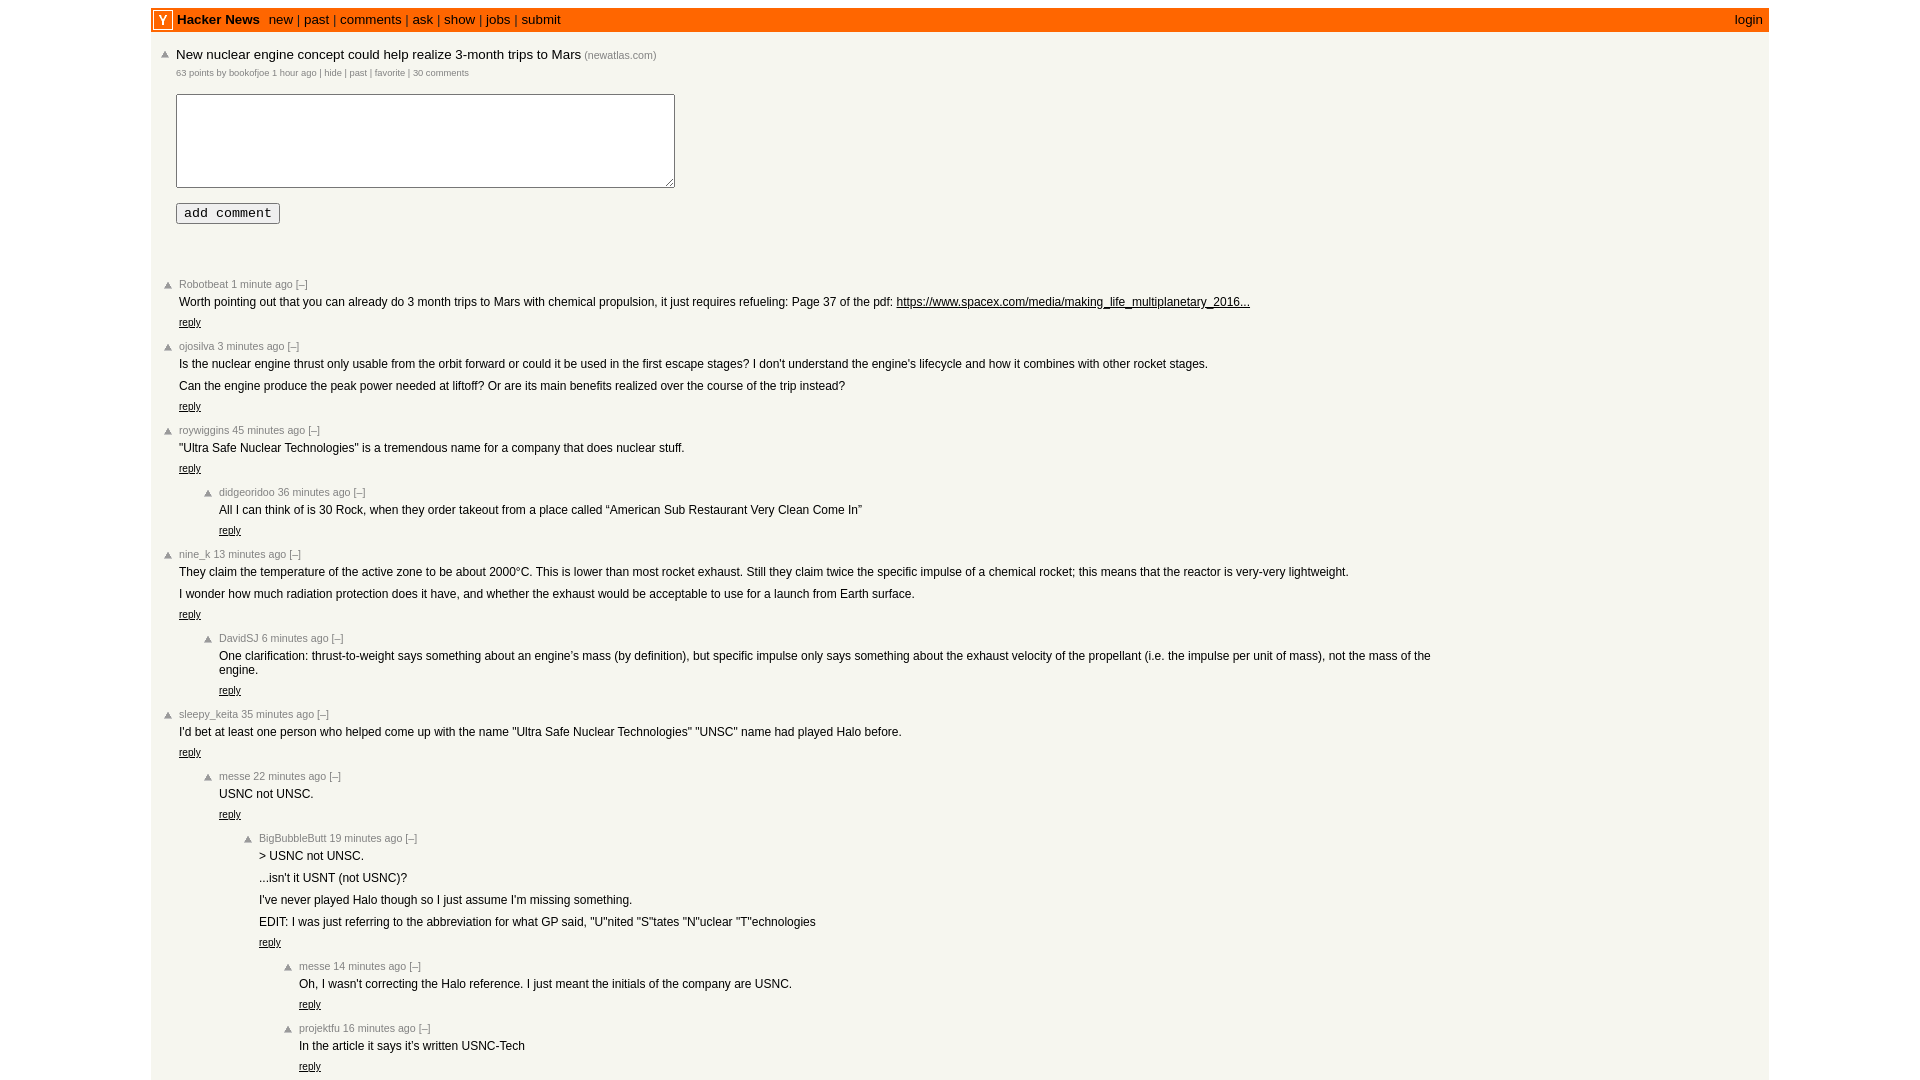 Y Hacker News new | past | comments | ask | show | jobs | submit login
New nuclear engine concept could help realize 3-month trips to Mars (newatlas.com)
63 points by bookofjoe 1 hour ago | hide | past | favorite | 30 comments
add comment
Robotbeat 1 minute ago [–]
Worth pointing out that you can already do 3 month trips to Mars with chemical propulsion, it just requires refueling: Page 37 of the pdf: https://www.spacex.com/media/making_life_multiplanetary_2016...
reply
ojosilva 3 minutes ago [–]
Is the nuclear engine thrust only usable from the orbit forward or could it be used in the first escape stages? I don't understand the engine's lifecycle and how it combines with other rocket stages.
Can the engine produce the peak power needed at liftoff? Or are its main benefits realized over the course of the trip instead?
reply
roywiggins 45 minutes ago [–]
"Ultra Safe Nuclear Technologies" is a tremendous name for a company that does nuclear stuff.
reply
didgeoridoo 36 minutes ago [–]
All I can think of is 30 Rock, when they order takeout from a place called “American Sub Restaurant Very Clean Come In”
reply
nine_k 13 minutes ago [–]
They claim the temperature of the active zone to be about 2000°C. This is lower than most rocket exhaust. Still they claim twice the specific impulse of a chemical rocket; this means that the reactor is very-very lightweight.
I wonder how much radiation protection does it have, and whether the exhaust would be acceptable to use for a launch from Earth surface.
reply
DavidSJ 6 minutes ago [–]
One clarification: thrust-to-weight says something about an engine’s mass (by definition), but specific impulse only says something about the exhaust velocity of the propellant (i.e. the impulse per unit of mass), not the mass of the
engine.
reply
sleepy_keita 35 minutes ago [–]
I'd bet at least one person who helped come up with the name "Ultra Safe Nuclear Technologies" "UNSC" name had played Halo before.
reply
messe 22 minutes ago [–]
USNC not UNSC.
reply
BigBubbleButt 19 minutes ago [–]
> USNC not UNSC.
...isn't it USNT (not USNC)?
I've never played Halo though so I just assume I'm missing something.
EDIT: I was just referring to the abbreviation for what GP said, "U"nited "S"tates "N"uclear "T"echnologies
reply
messe 14 minutes ago [–]
Oh, I wasn't correcting the Halo reference. I just meant the initials of the company are USNC.
reply
projektfu 16 minutes ago [–]
In the article it says it’s written USNC-Tech
reply